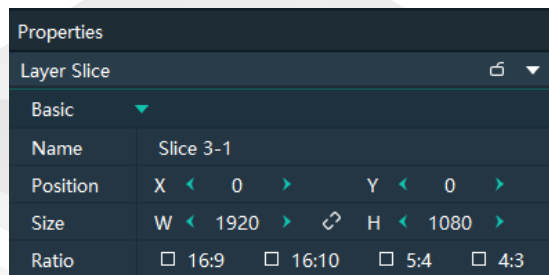 Properties
Layer Slice
Basic
Name Slice 3-1
Position X 0 Y 0
Size W 1920 H 1080
Ratio 16:9 16:10 5:4 4:3